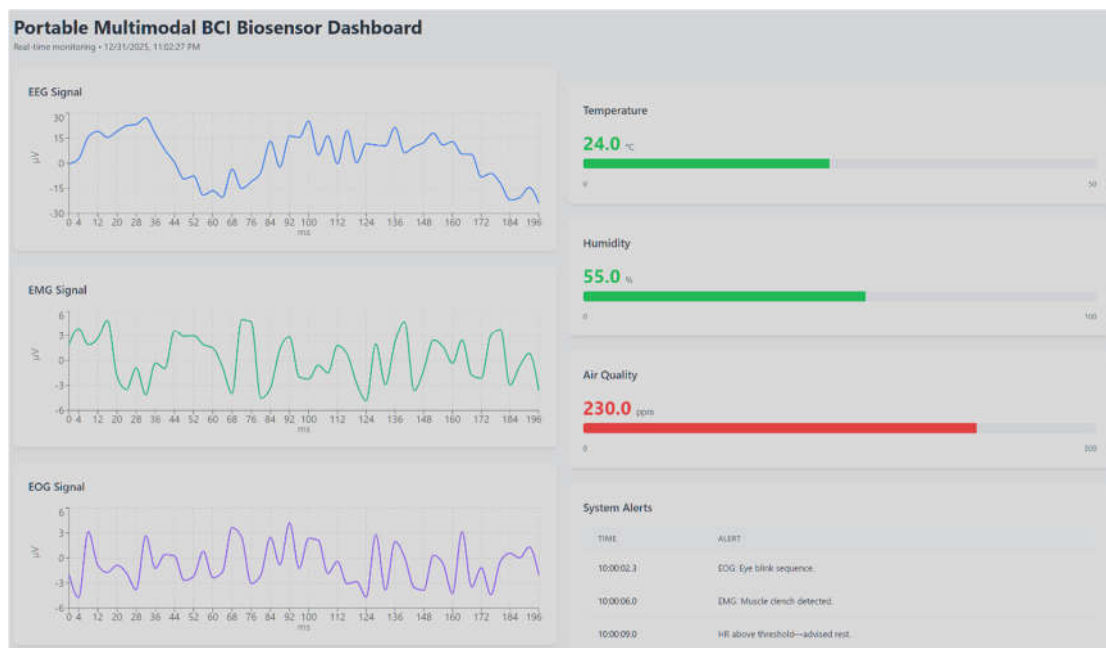 Portable Multimodal BCI Biosensor Dashboard
Real-time monitoring • 12/31/2025, 11:02:27 PM
EEG Signal
30
15
0
-15
-30
μV
0 4 12 20 28 36 44 52 60 68 76 84 92 100 112 124 136 148 160 172 184 196
ms
EMG Signal
6
3
0
-3
-6
μV
0 4 12 20 28 36 44 52 60 68 76 84 92 100 112 124 136 148 160 172 184 196
ms
EOG Signal
6
3
0
-3
-6
μV
0 4 12 20 28 36 44 52 60 68 76 84 92 100 112 124 136 148 160 172 184 196
ms
Temperature
24.0 °C
0 50
Humidity
55.0 %
0 100
Air Quality
230.0 ppm
0 300
System Alerts
TIME ALERT
10:00:02.3 EOG: Eye blink sequence.
10:00:06.0 EMG: Muscle clench detected.
10:00:09.0 HR above threshold—advised rest.